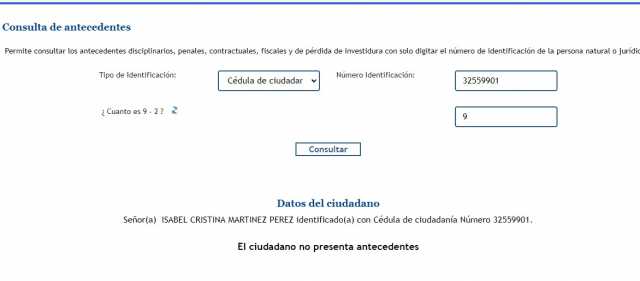 Consulta de antecedentes
Permite consultar los antecedentes disciplinarios, penales, contractuales, fiscales y de pérdida de investidura con solo digitar el número de identificación de la persona natural o jurídic
Tipo de Identificación: Cédula de ciudadar Número Identificación: 32559901
¿ Cuanto es 9 - 2 ? 9
Consultar
Datos del ciudadano
Señor(a) ISABEL CRISTINA MARTINEZ PEREZ identificado(a) con Cédula de ciudadanía Número 32559901.
El ciudadano no presenta antecedentes